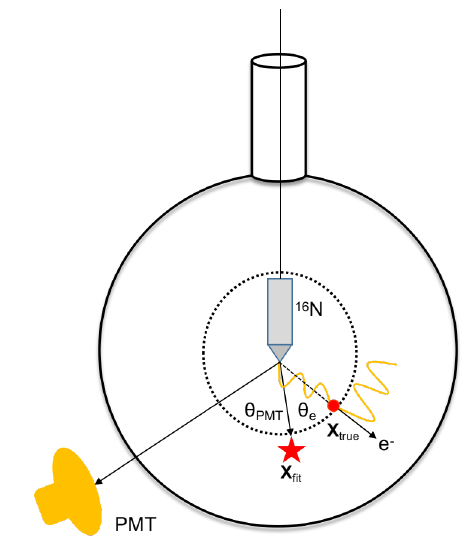 ¹⁶N
θPMT
θe
Xtrue
e⁻
Xfit
PMT